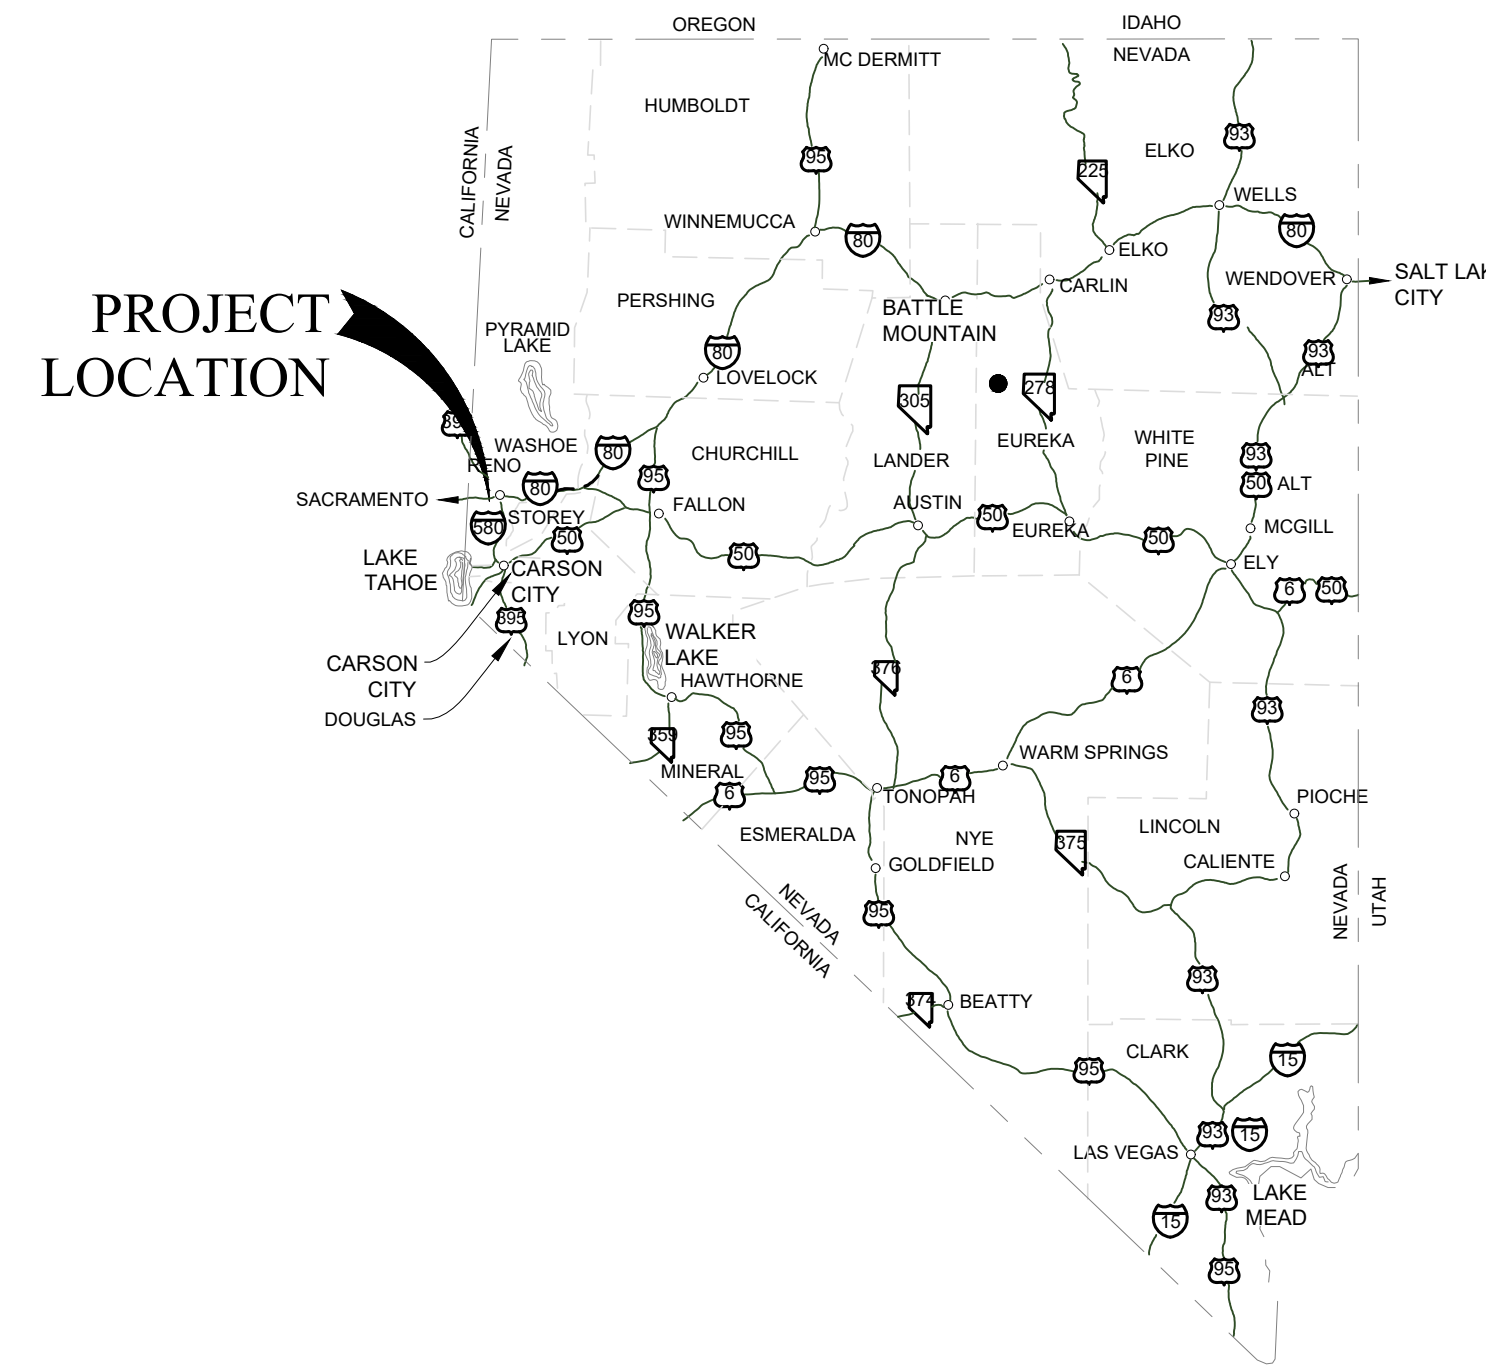 OREGON
IDAHO
MC DERMITT
NEVADA
HUMBOLDT
CALIFORNIA
NEVADA
95
93
ELKO
225
WELLS
WINNEMUCCA
80
80
ELKO
SALT LAK
CITY
WENDOVER
CARLIN
PROJECT
LOCATION
PERSHING
BATTLE
MOUNTAIN
93
PYRAMID
LAKE
80
93
ALT
LOVELOCK
305
278
395
WASHOE
80
CHURCHILL
EUREKA
WHITE
PINE
RENO
LANDER
93
95
80
50
ALT
SACRAMENTO
FALLON
AUSTIN
580
STOREY
50
50
EUREKA
50
MCGILL
50
LAKE
TAHOE
CARSON
CITY
ELY
6
50
395
95
LYON
WALKER
LAKE
CARSON
CITY
376
HAWTHORNE
6
DOUGLAS
93
359
95
MINERAL
WARM SPRINGS
95
6
6
TONOPAH
PIOCHE
ESMERALDA
NYE
LINCOLN
375
GOLDFIELD
CALIENTE
NEVADA
CALIFORNIA
95
NEVADA
UTAH
93
374
BEATTY
CLARK
15
95
93
15
LAS VEGAS
93
LAKE
MEAD
15
95